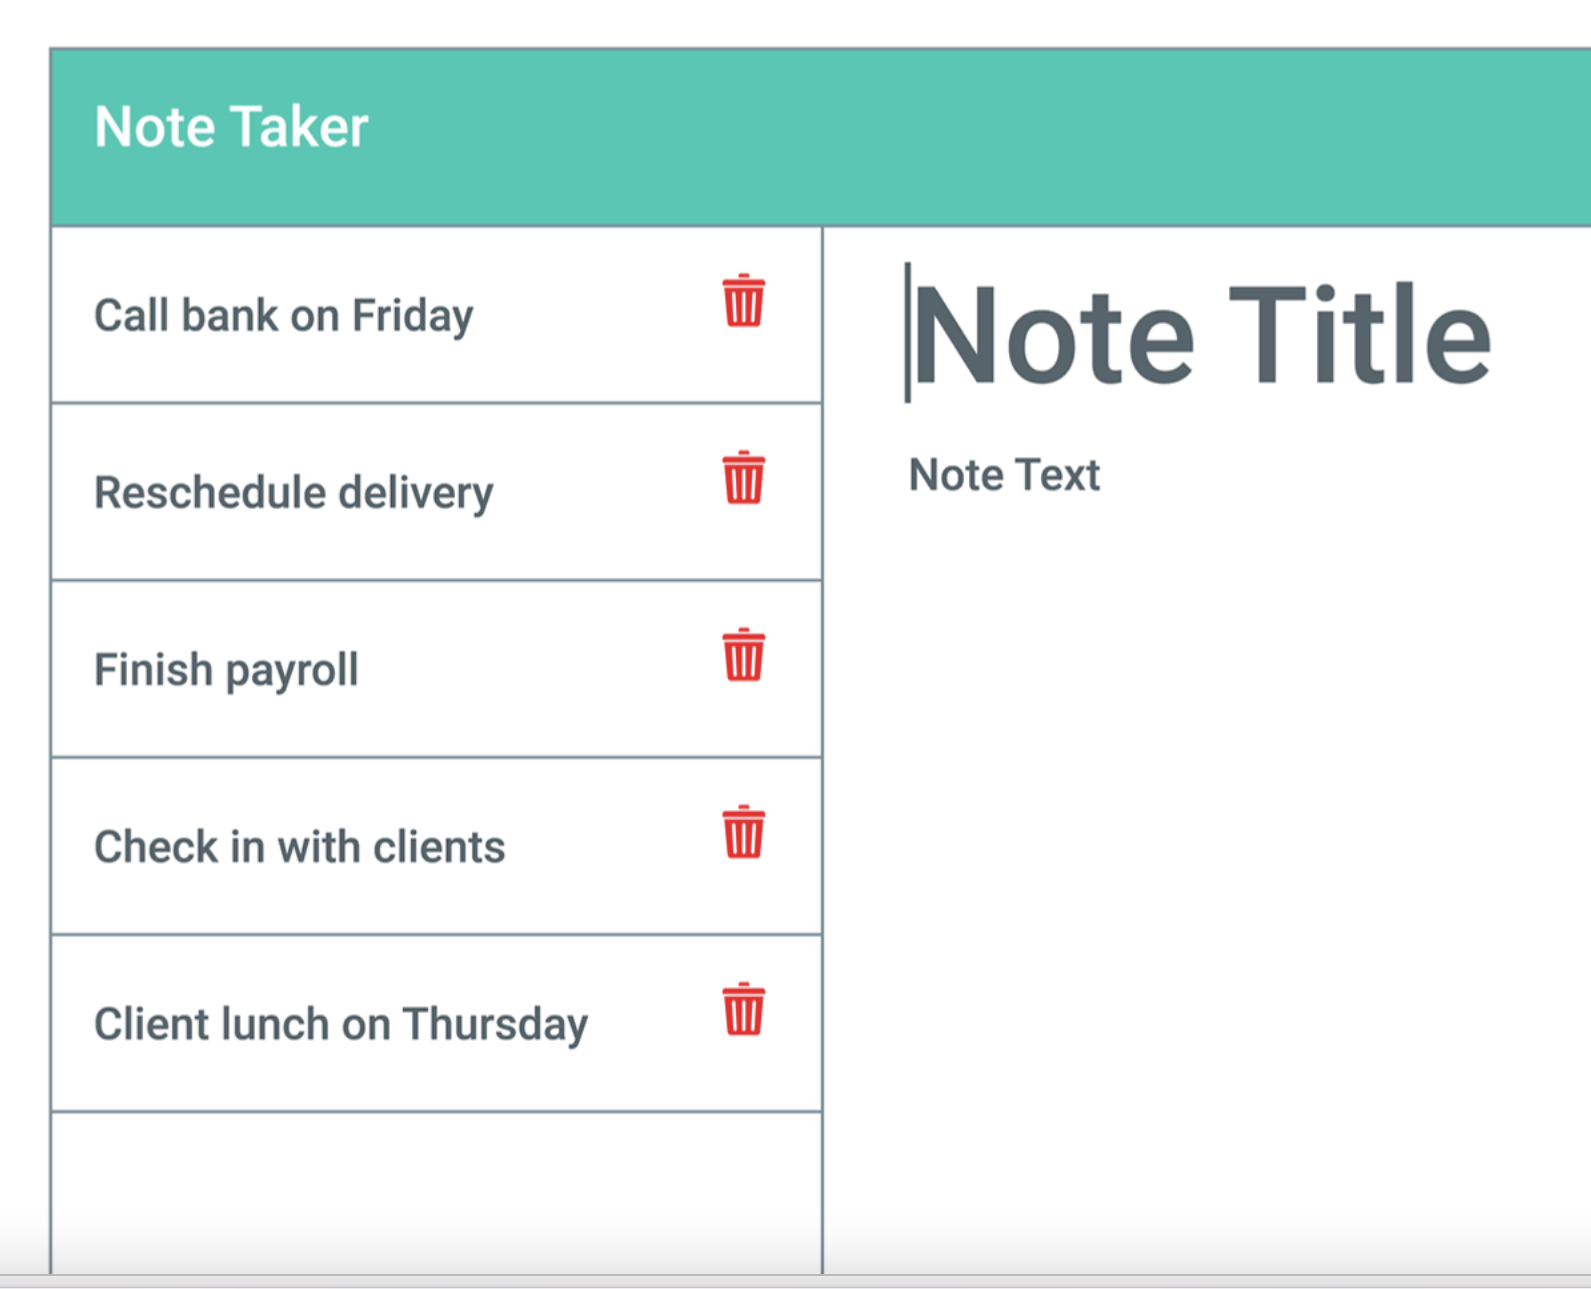 Note Taker
Call bank on Friday
Reschedule delivery
Finish payroll
Check in with clients
Client lunch on Thursday
Note Title
Note Text